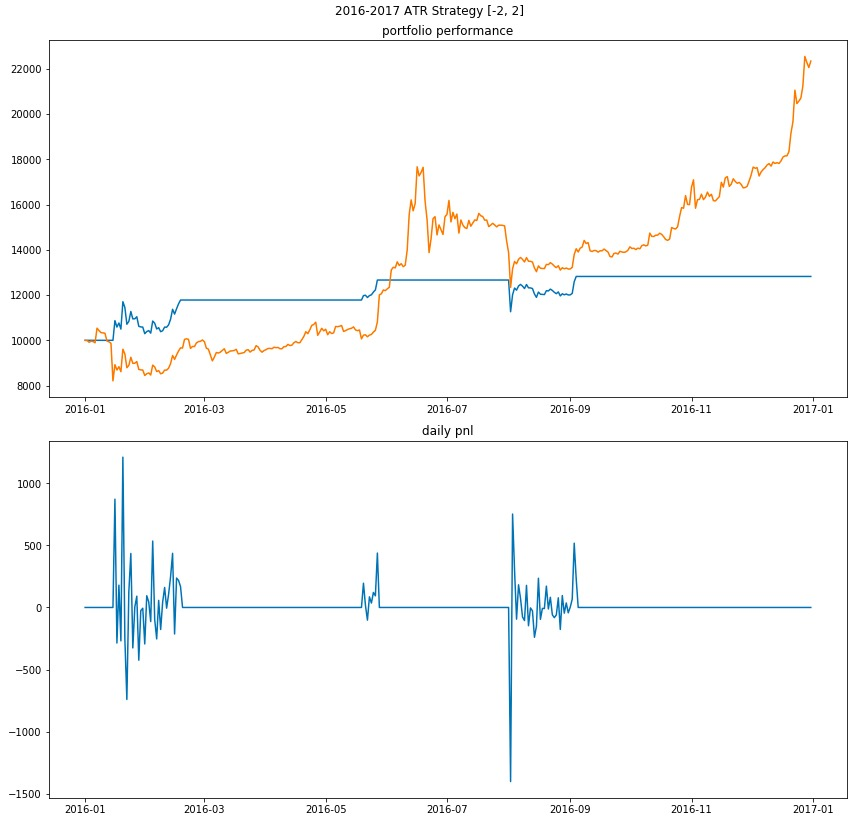 2016-2017 ATR Strategy [-2, 2]
portfolio performance
22000
20000
18000
16000
14000
12000
10000
8000
2016-01 2016-03 2016-05 2016-07 2016-09 2016-11 2017-01
daily pnl
1000
500
0
−500
−1000
−1500
2016-01 2016-03 2016-05 2016-07 2016-09 2016-11 2017-01